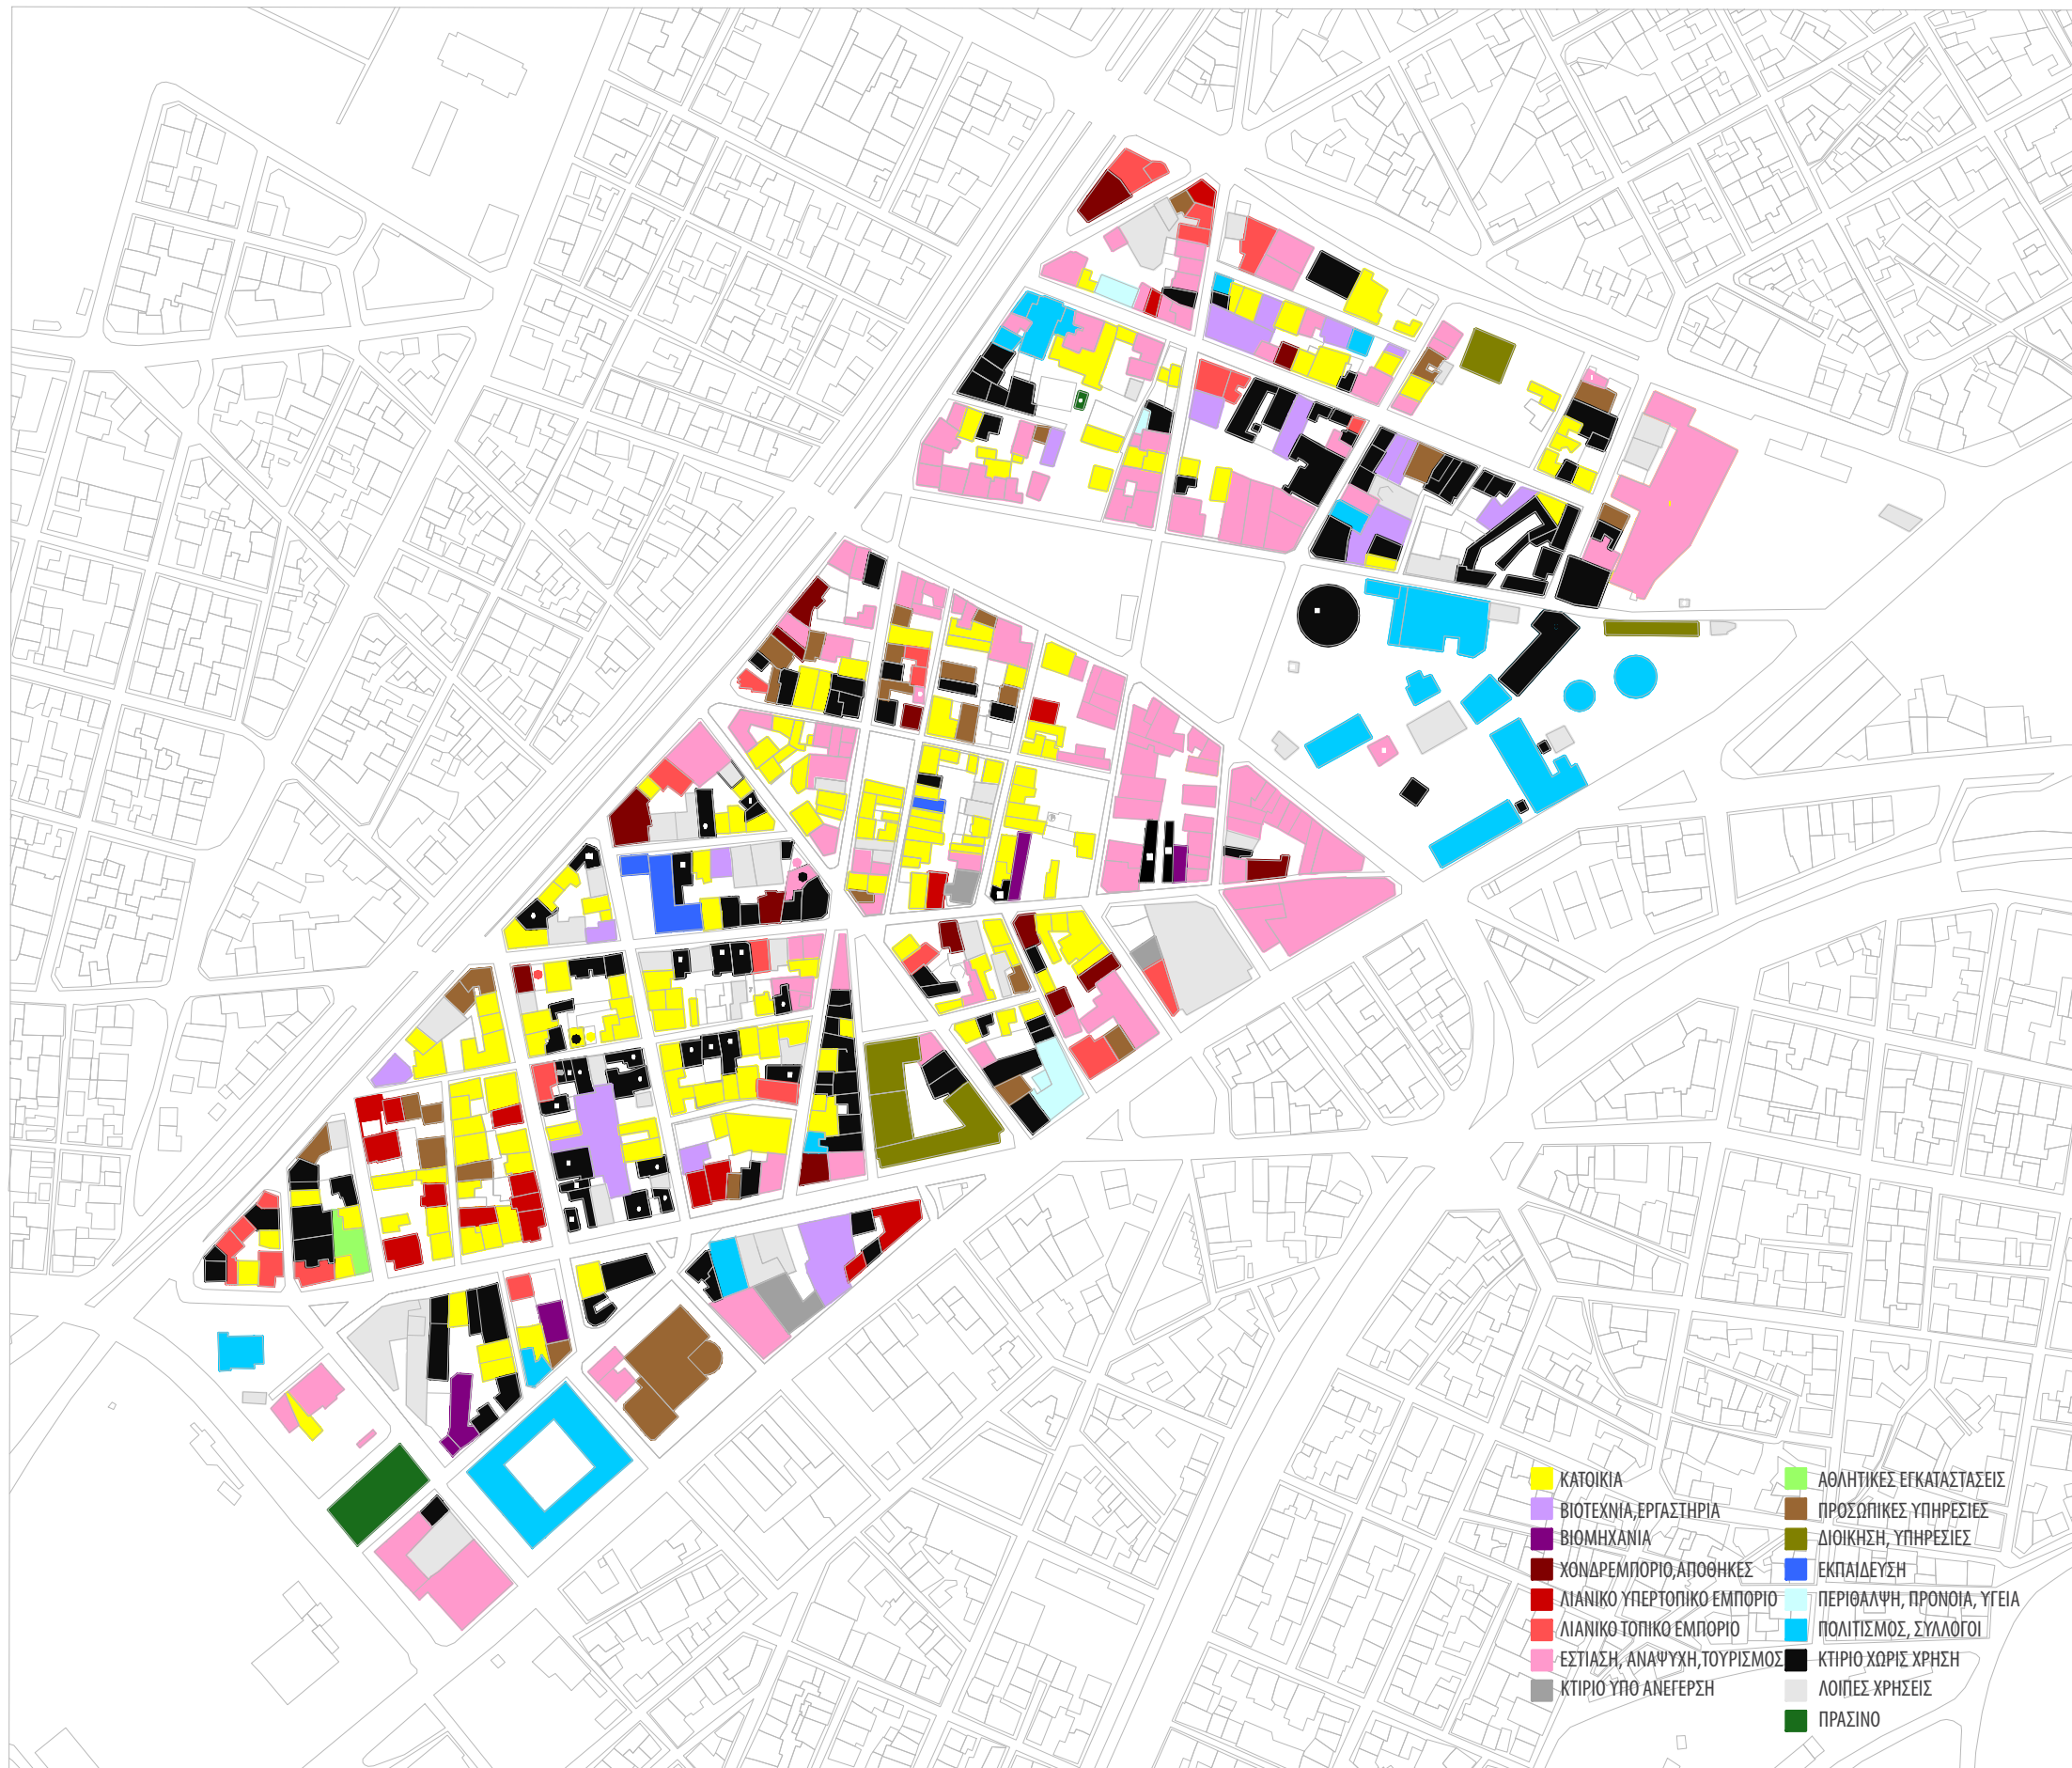 ΚΑΤΟΙΚΙΑ
ΒΙΟΤΕΧΝΙΑ,ΕΡΓΑΣΤΗΡΙΑ
ΒΙΟΜΗΧΑΝΙΑ
ΧΟΝΔΡΕΜΠΟΡΙΟ,ΑΠΟΘΗΚΕΣ
ΛΙΑΝΙΚΟ ΥΠΕΡΤΟΠΙΚΟ ΕΜΠΟΡΙΟ
ΛΙΑΝΙΚΟ ΤΟΠΙΚΟ ΕΜΠΟΡΙΟ
ΕΣΤΙΑΣΗ, ΑΝΑΨΥΧΗ,ΤΟΥΡΙΣΜΟΣ
ΚΤΙΡΙΟ ΥΠΟ ΑΝΕΓΕΡΣΗ
ΑΘΛΗΤΙΚΕΣ ΕΓΚΑΤΑΣΤΑΣΕΙΣ
ΠΡΟΣΩΠΙΚΕΣ ΥΠΗΡΕΣΙΕΣ
ΔΙΟΙΚΗΣΗ, ΥΠΗΡΕΣΙΕΣ
ΕΚΠΑΙΔΕΥΣΗ
ΠΕΡΙΘΑΛΨΗ, ΠΡΟΝΟΙΑ, ΥΓΕΙΑ
ΠΟΛΙΤΙΣΜΟΣ, ΣΥΛΛΟΓΟΙ
ΚΤΙΡΙΟ ΧΩΡΙΣ ΧΡΗΣΗ
ΛΟΙΠΕΣ ΧΡΗΣΕΙΣ
ΠΡΑΣΙΝΟ